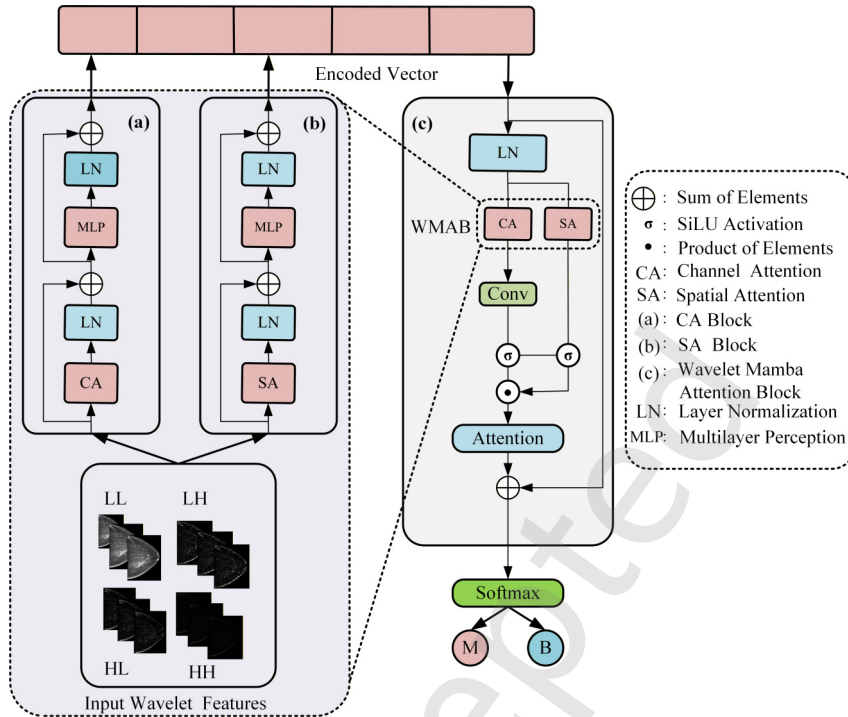 Encoded Vector
(a)
LN
MLP
LN
CA
(b)
LN
MLP
LN
SA
LL
LH
HL
HH
Input Wavelet Features
(c)
LN
WMAB
CA
SA
Conv
σ
σ
Attention
Softmax
M
B
: Sum of Elements
σ : SiLU Activation
• : Product of Elements
CA: Channel Attention
SA: Spatial Attention
(a): CA Block
(b): SA Block
(c): Wavelet Mamba
Attention Block
LN: Layer Normalization
MLP: Multilayer Perception